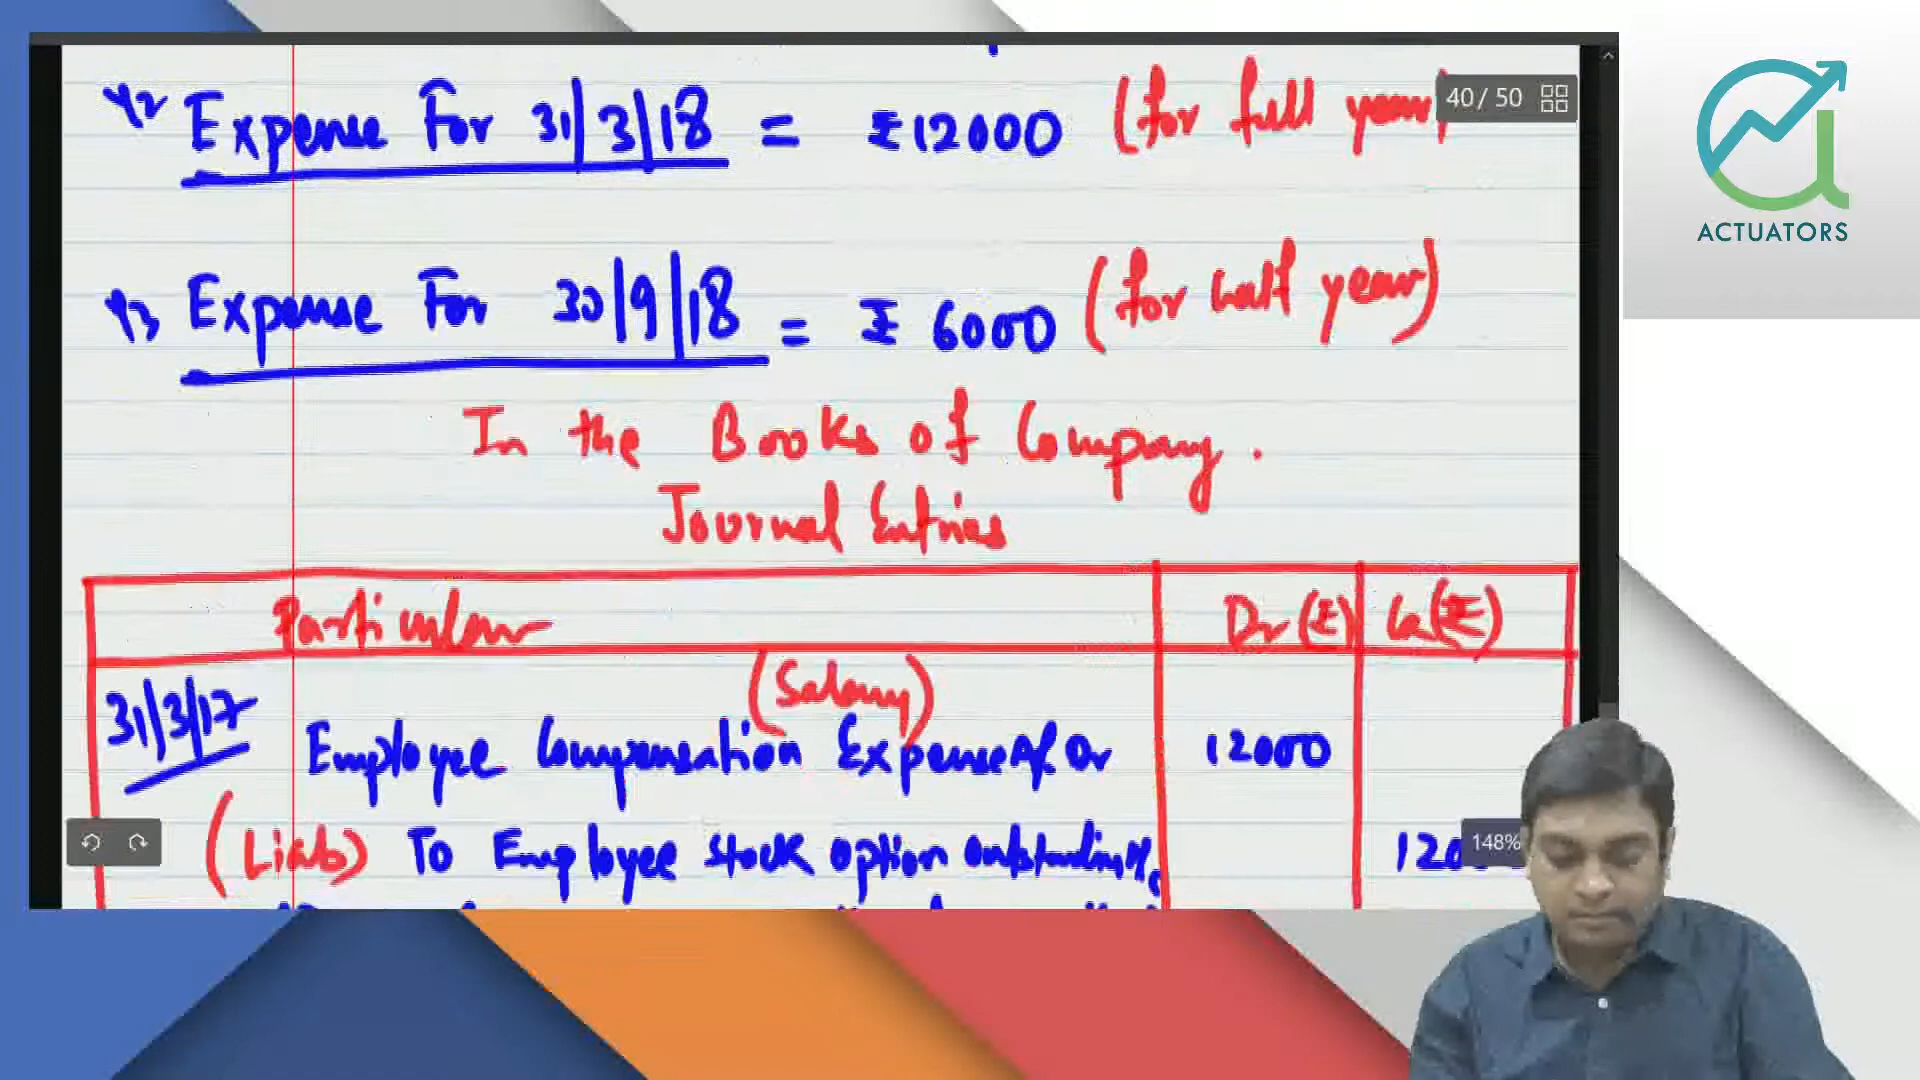 Y2 Expense For 31/3/18 = ₹12000 (for full year)
40 / 50
ACTUATORS
Y3 Expense For 30/9/18 = ₹ 6000 (for half year)
In the Books of Company.
Journal Entries
Particular Dr (₹) Cr (₹)
(Salary)
31/3/17 Employee Compensation Expense A/c Dr 12000
(Liab) To Employee stock option outstanding A/c 120
148%